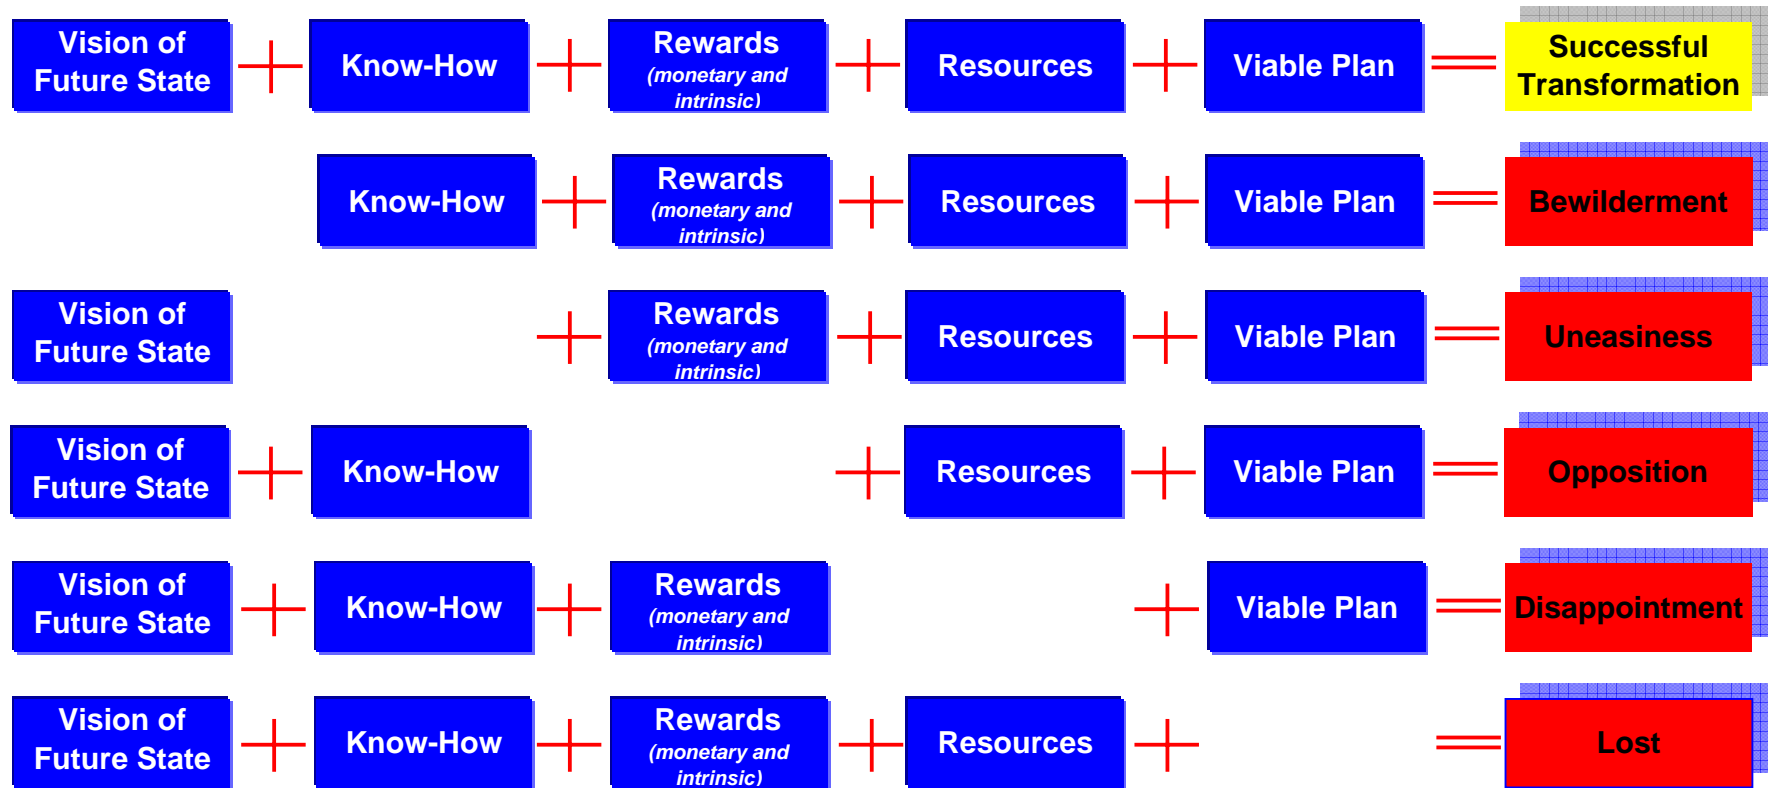 Vision of
Future State
Know-How
Rewards
(monetary and
intrinsic)
Resources
Viable Plan
Successful
Transformation
Know-How
Rewards
(monetary and
intrinsic)
Resources
Viable Plan
Bewilderment
Vision of
Future State
Rewards
(monetary and
intrinsic)
Resources
Viable Plan
Uneasiness
Vision of
Future State
Know-How
Resources
Viable Plan
Opposition
Vision of
Future State
Know-How
Rewards
(monetary and
intrinsic)
Viable Plan
Disappointment
Vision of
Future State
Know-How
Rewards
(monetary and
intrinsic)
Resources
Lost